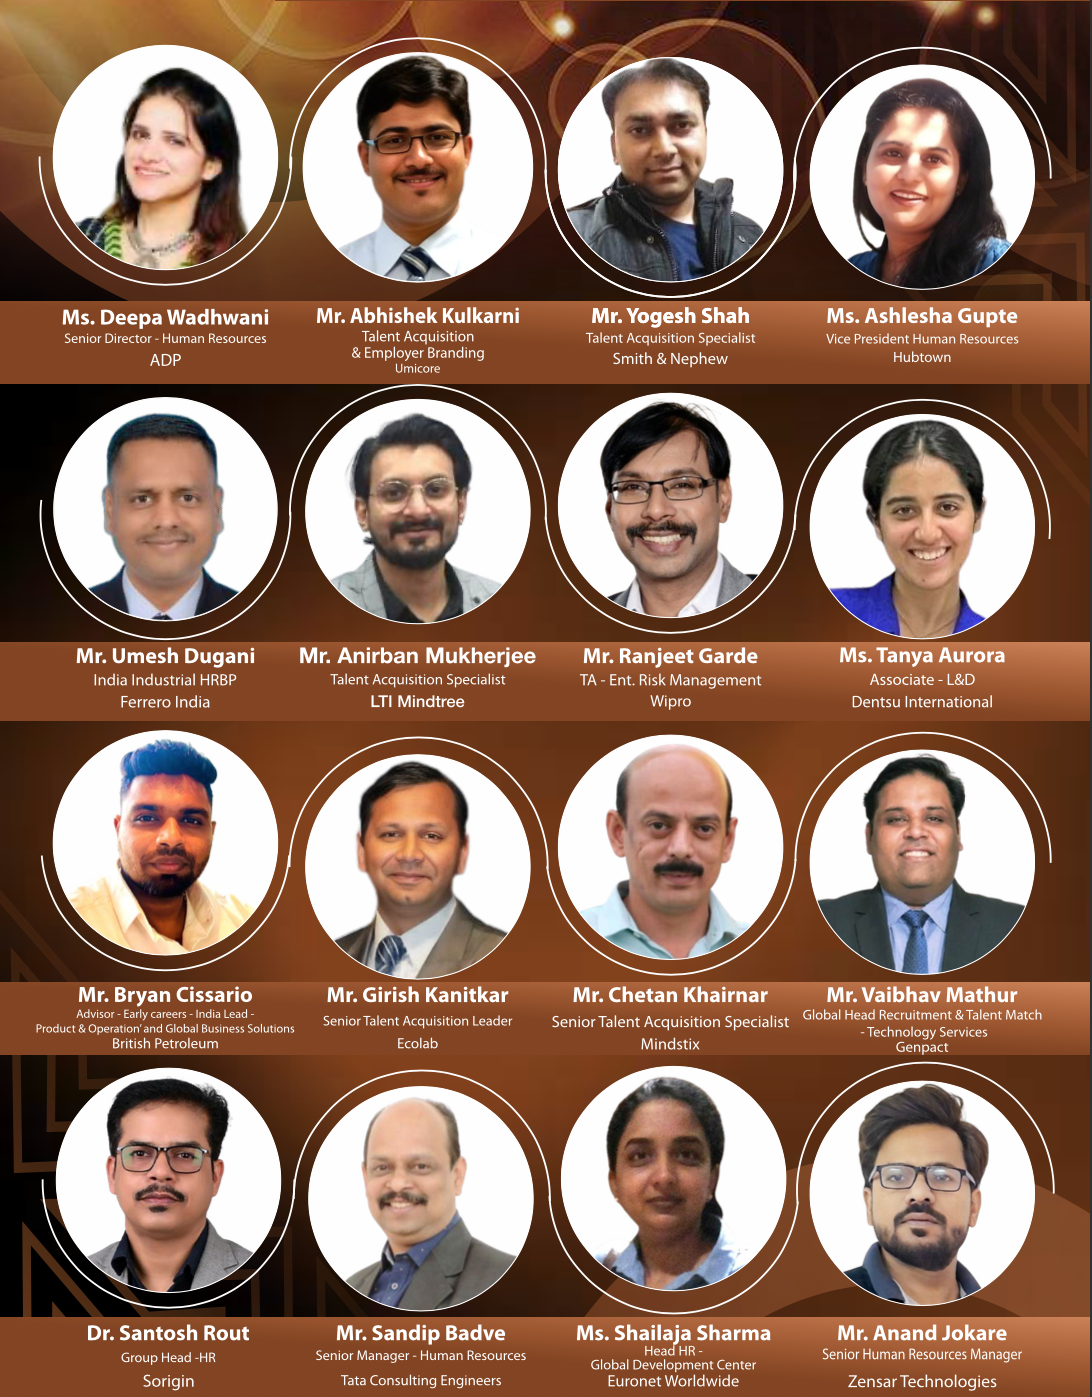 Ms. Deepa Wadhwani
Senior Director - Human Resources
ADP
Mr. Abhishek Kulkarni
Talent Acquisition
& Employer Branding
Umicore
Mr. Yogesh Shah
Talent Acquisition Specialist
Smith & Nephew
Ms. Ashlesha Gupte
Vice President Human Resources
Hubtown
Mr. Umesh Dugani
India Industrial HRBP
Ferrero India
Mr. Anirban Mukherjee
Talent Acquisition Specialist
LTI Mindtree
Mr. Ranjeet Garde
TA - Ent. Risk Management
Wipro
Ms. Tanya Aurora
Associate - L&D
Dentsu International
Mr. Bryan Cissario
Advisor - Early careers - India Lead -
Product & Operation’ and Global Business Solutions
British Petroleum
Mr. Girish Kanitkar
Senior Talent Acquisition Leader
Ecolab
Mr. Chetan Khairnar
Senior Talent Acquisition Specialist
Mindstix
Mr. Vaibhav Mathur
Global Head Recruitment & Talent Match
- Technology Services
Genpact
Dr. Santosh Rout
Group Head -HR
Sorigin
Mr. Sandip Badve
Senior Manager - Human Resources
Tata Consulting Engineers
Ms. Shailaja Sharma
Head HR -
Global Development Center
Euronet Worldwide
Mr. Anand Jokare
Senior Human Resources Manager
Zensar Technologies